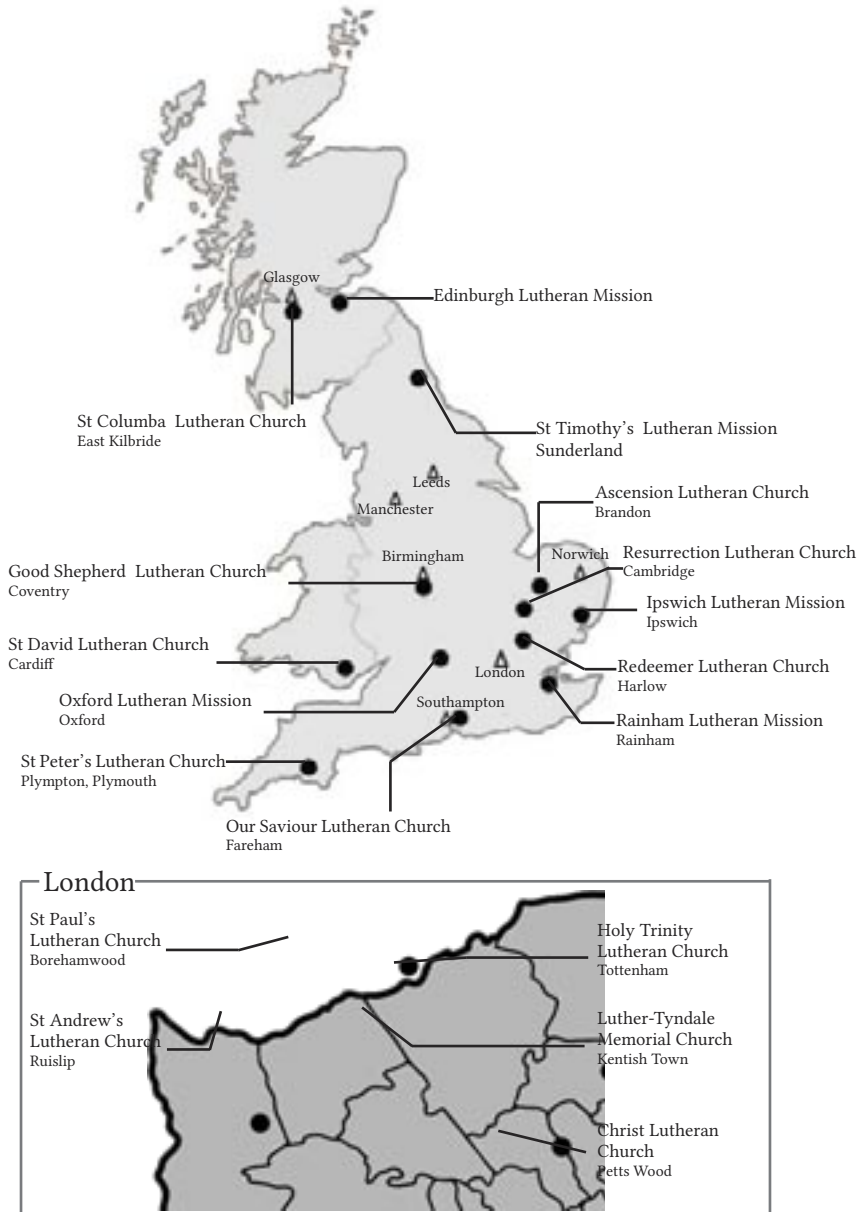 Glasgow
Edinburgh Lutheran Mission
St Columba Lutheran Church
East Kilbride
St Timothy's Lutheran Mission
Sunderland
Leeds
Manchester
Ascension Lutheran Church
Brandon
Birmingham
Norwich
Resurrection Lutheran Church
Cambridge
Good Shepherd Lutheran Church
Coventry
Ipswich Lutheran Mission
Ipswich
St David Lutheran Church
Cardiff
London
Redeemer Lutheran Church
Harlow
Oxford Lutheran Mission
Oxford
Southampton
Rainham Lutheran Mission
Rainham
St Peter's Lutheran Church
Plympton, Plymouth
Our Saviour Lutheran Church
Fareham
London
St Paul's
Lutheran Church
Borehamwood
Holy Trinity
Lutheran Church
Tottenham
St Andrew's
Lutheran Church
Ruislip
Luther-Tyndale
Memorial Church
Kentish Town
Christ Lutheran
Church
Petts Wood